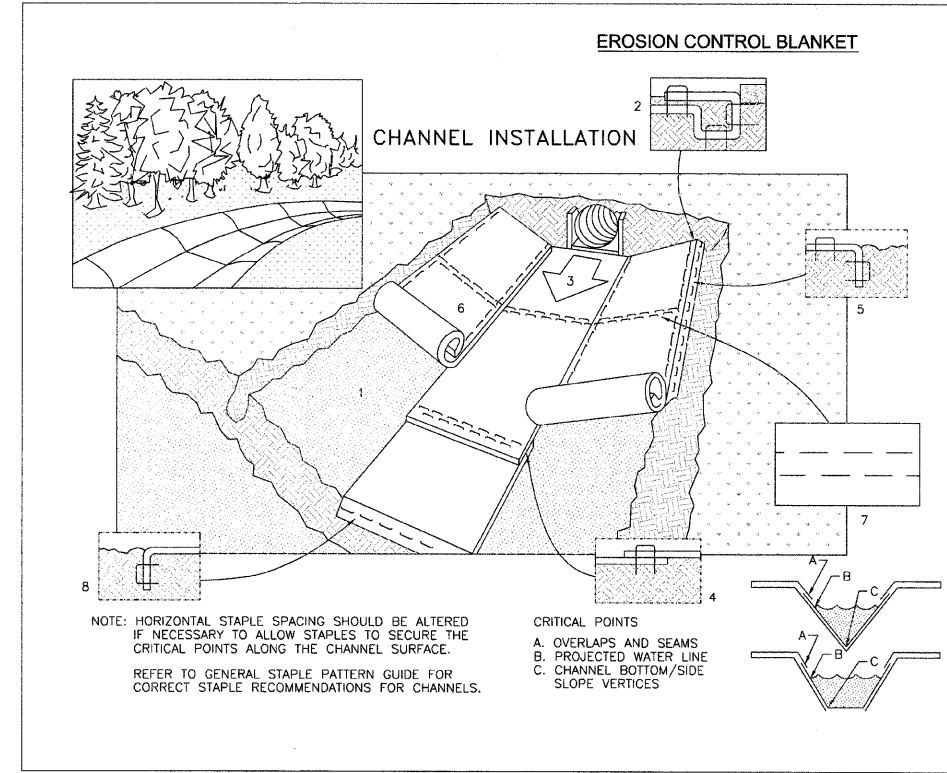 EROSION CONTROL BLANKET
CHANNEL INSTALLATION
2
3
5
6
1
7
8
4
A
B
C
A
B
C
NOTE: HORIZONTAL STAPLE SPACING SHOULD BE ALTERED
IF NECESSARY TO ALLOW STAPLES TO SECURE THE
CRITICAL POINTS ALONG THE CHANNEL SURFACE.
REFER TO GENERAL STAPLE PATTERN GUIDE FOR
CORRECT STAPLE RECOMMENDATIONS FOR CHANNELS.
CRITICAL POINTS
A. OVERLAPS AND SEAMS
B. PROJECTED WATER LINE
C. CHANNEL BOTTOM/SIDE
SLOPE VERTICES